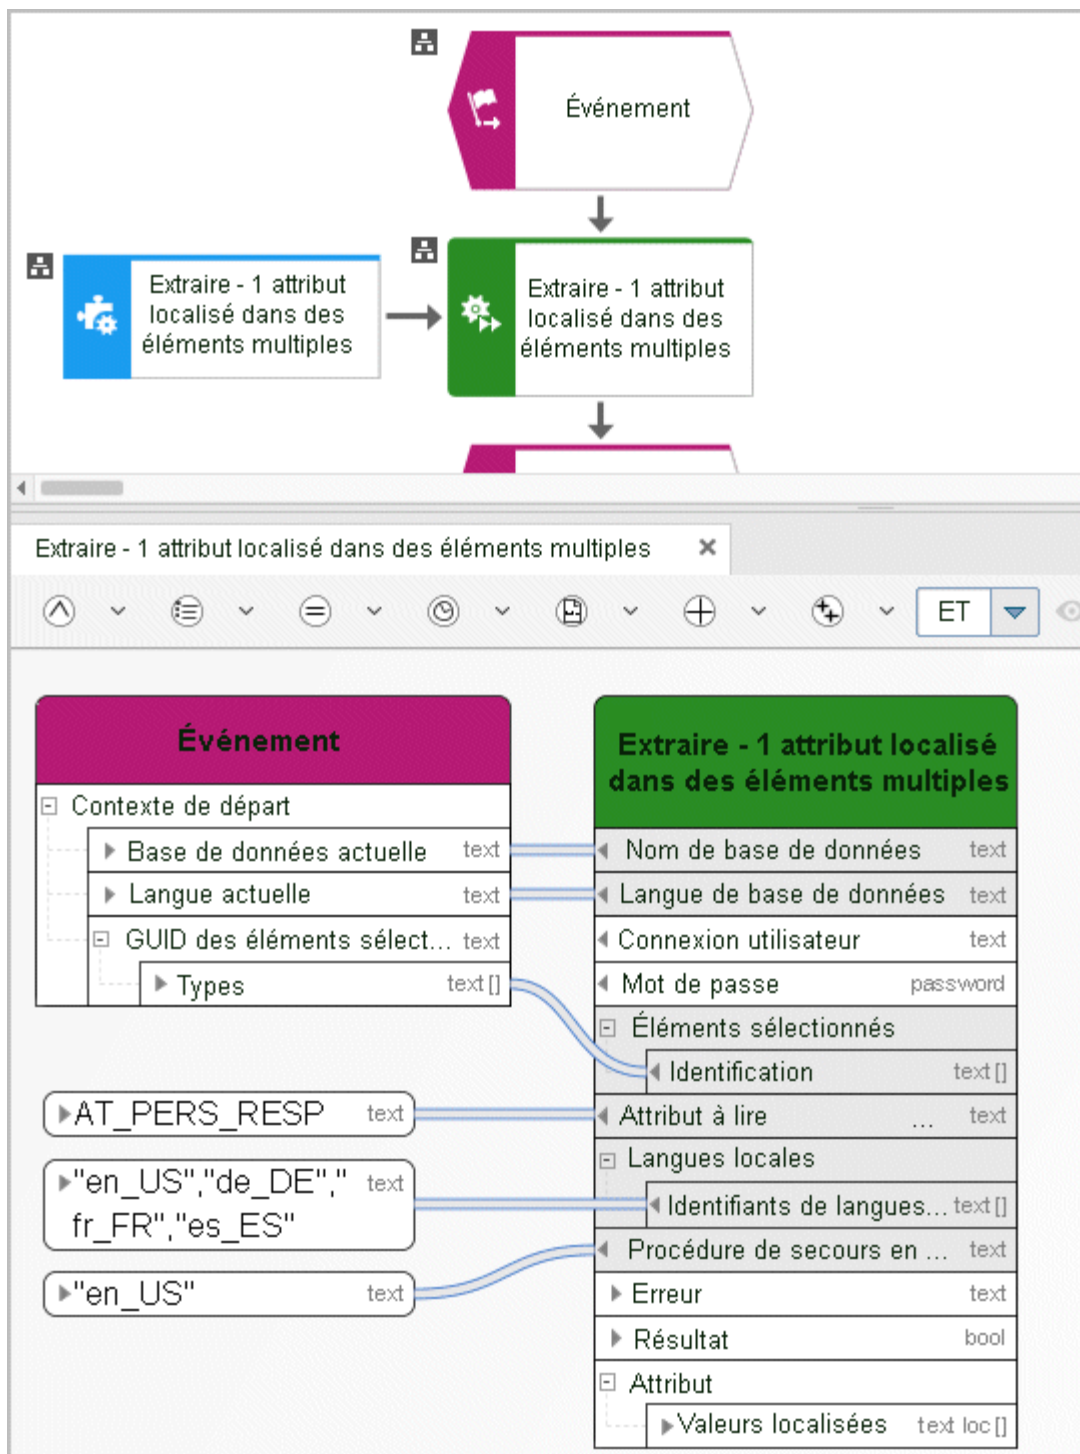 Événement
Extraire - 1 attribut
localisé dans des
éléments multiples
Extraire - 1 attribut
localisé dans des
éléments multiples
Extraire - 1 attribut localisé dans des éléments multiples
ET
Événement
Contexte de départ
Base de données actuelle text
Langue actuelle text
GUID des éléments sélect... text
Types text []
AT_PERS_RESP text
"en_US","de_DE"," text
fr_FR","es_ES"
"en_US" text
Extraire - 1 attribut localisé
dans des éléments multiples
Nom de base de données text
Langue de base de données text
Connexion utilisateur text
Mot de passe password
Éléments sélectionnés
Identification text []
Attribut à lire ... text
Langues locales
Identifiants de langues... text []
Procédure de secours en ... text
Erreur text
Résultat bool
Attribut
Valeurs localisées text loc []